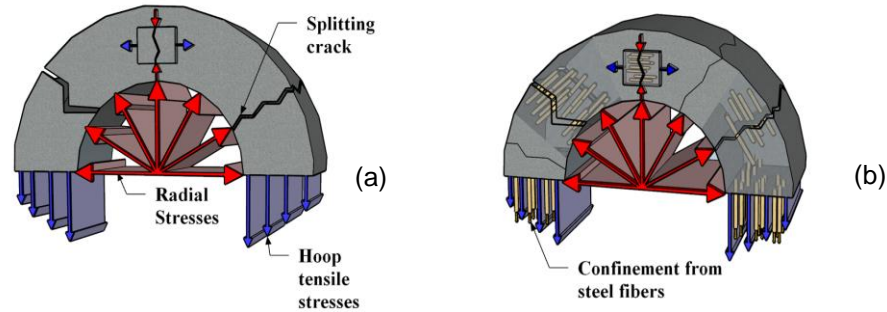 Splitting
crack
(a)
Radial
Stresses
Hoop
tensile
stresses
(b)
Confinement from
steel fibers